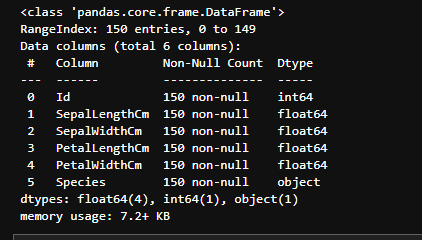 <class 'pandas.core.frame.DataFrame'>
RangeIndex: 150 entries, 0 to 149
Data columns (total 6 columns):
 #   Column         Non-Null Count  Dtype
---  ------         --------------  -----
 0   Id             150 non-null    int64
 1   SepalLengthCm  150 non-null    float64
 2   SepalWidthCm   150 non-null    float64
 3   PetalLengthCm  150 non-null    float64
 4   PetalWidthCm   150 non-null    float64
 5   Species        150 non-null    object
dtypes: float64(4), int64(1), object(1)
memory usage: 7.2+ KB